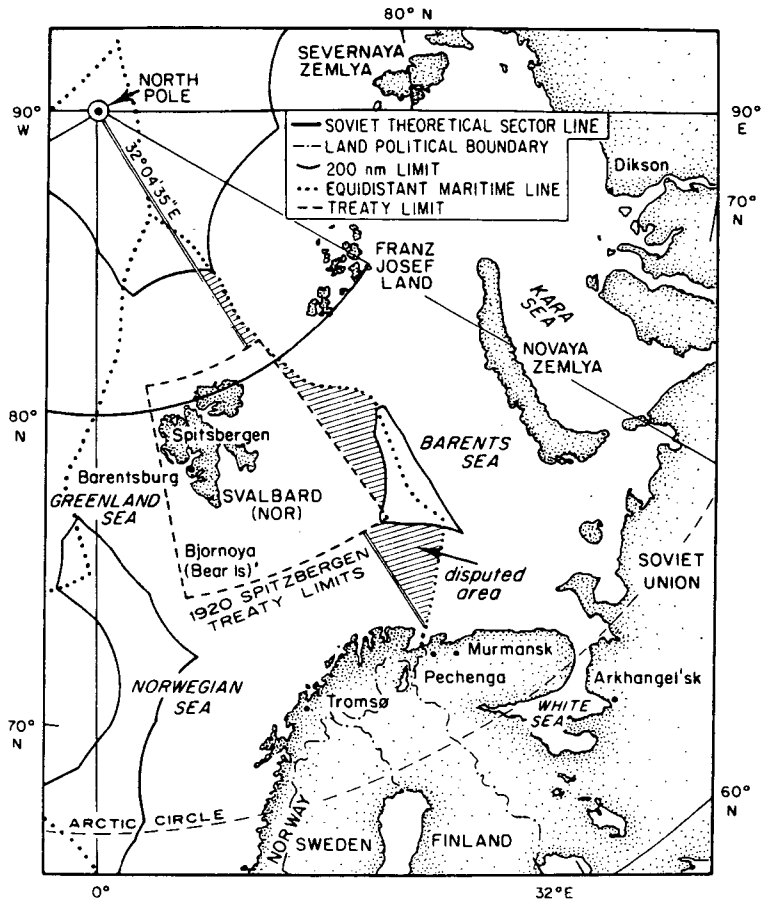 80° N
SEVERNAYA
ZEMLYA
NORTH
POLE
90°
W
90°
E
SOVIET THEORETICAL SECTOR LINE
LAND POLITICAL BOUNDARY
200 nm LIMIT
EQUIDISTANT MARITIME LINE
TREATY LIMIT
32°04'35"E
Dikson
70°
N
FRANZ
JOSEF
LAND
KARA
SEA
NOVAYA
ZEMLYA
80°
N
Spitsbergen
BARENTS
SEA
Barentsburg
GREENLAND
SEA
SVALBARD
(NOR)
Bjornoya
(Bear is)
1920 SPITZBERGEN
TREATY LIMITS
disputed
area
SOVIET
UNION
NORWEGIAN
SEA
Murmansk
Pechenga
Arkhangel'sk
WHITE
SEA
Tromsø
70°
N
60°
N
ARCTIC CIRCLE
NORWAY
SWEDEN
FINLAND
0°
32°E